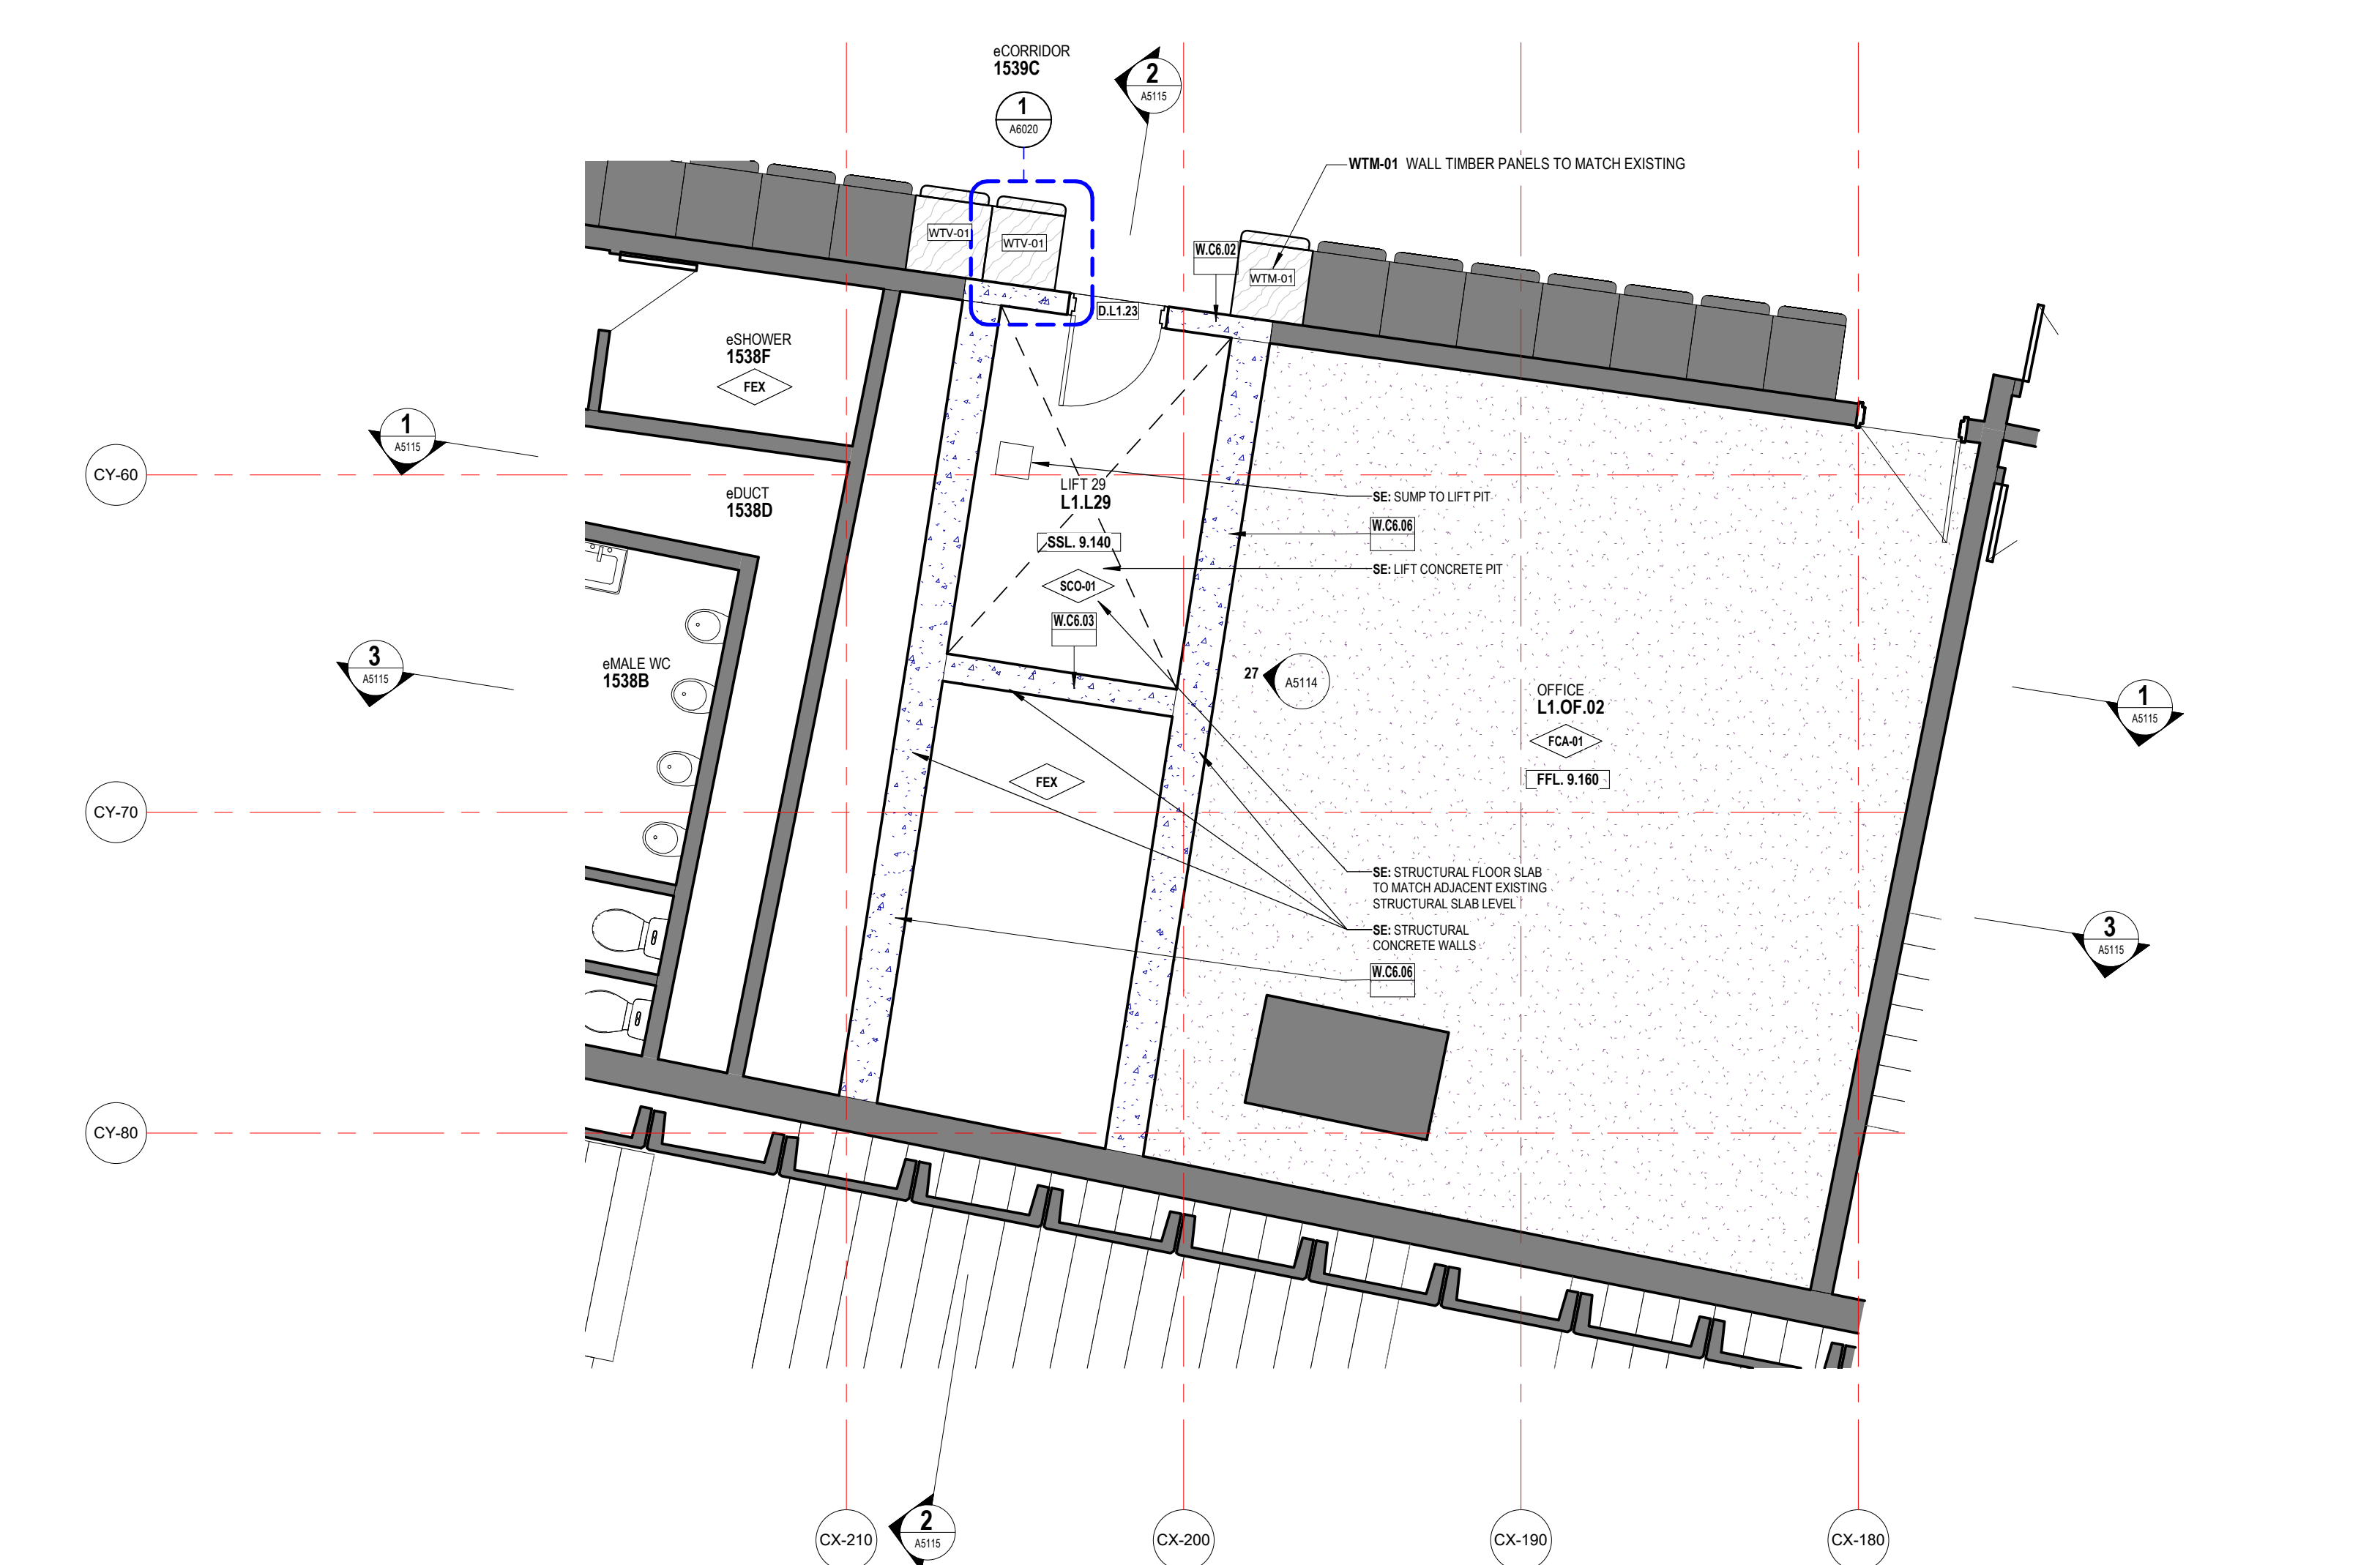 eCORRIDOR
1539C
2
A5115
1
A6020
WTM-01 WALL TIMBER PANELS TO MATCH EXISTING
WTV-01
WTV-01
W.C6.02
WTM-01
D.L1.23
eSHOWER
1538F
FEX
1
A5115
CY-60
LIFT 29
L1.L29
SE: SUMP TO LIFT PIT
eDUCT
1538D
W.C6.06
SSL. 9.140
SE: LIFT CONCRETE PIT
SCO-01
W.C6.03
3
A5115
eMALE WC
1538B
27
A5114
OFFICE
L1.OF.02
1
A5115
FCA-01
FEX
FFL. 9.160
CY-70
SE: STRUCTURAL FLOOR SLAB
TO MATCH ADJACENT EXISTING
STRUCTURAL SLAB LEVEL
SE: STRUCTURAL
CONCRETE WALLS
3
A5115
W.C6.06
CY-80
CX-210
2
A5115
CX-200
CX-190
CX-180